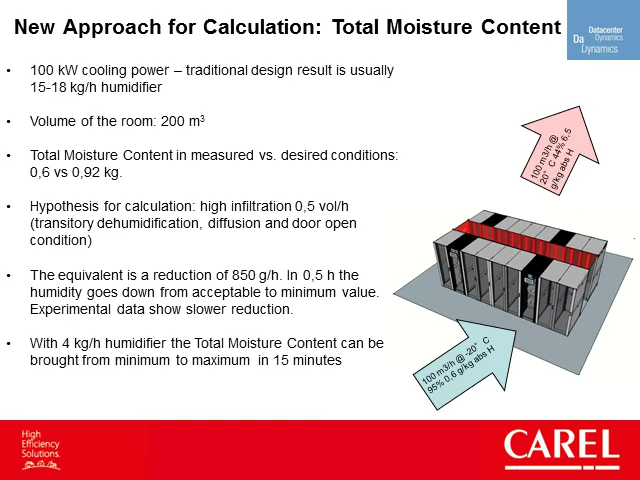 New Approach for Calculation: Total Moisture Content
Datacenter
Dynamics
Da
Dynamics
• 100 kW cooling power – traditional design result is usually
15-18 kg/h humidifier
• Volume of the room: 200 m³
• Total Moisture Content in measured vs. desired conditions:
0,6 vs 0,92 kg.
• Hypothesis for calculation: high infiltration 0,5 vol/h
(transitory dehumidification, diffusion and door open
condition)
• The equivalent is a reduction of 850 g/h. In 0,5 h the
humidity goes down from acceptable to minimum value.
Experimental data show slower reduction.
• With 4 kg/h humidifier the Total Moisture Content can be
brought from minimum to maximum in 15 minutes
100 m3/h @
20° C 44% 6,5
g/kg abs H
100 m3/h @ -20° C
95% 0,6 g/kg abs H
High
Efficiency
Solutions.
CAREL